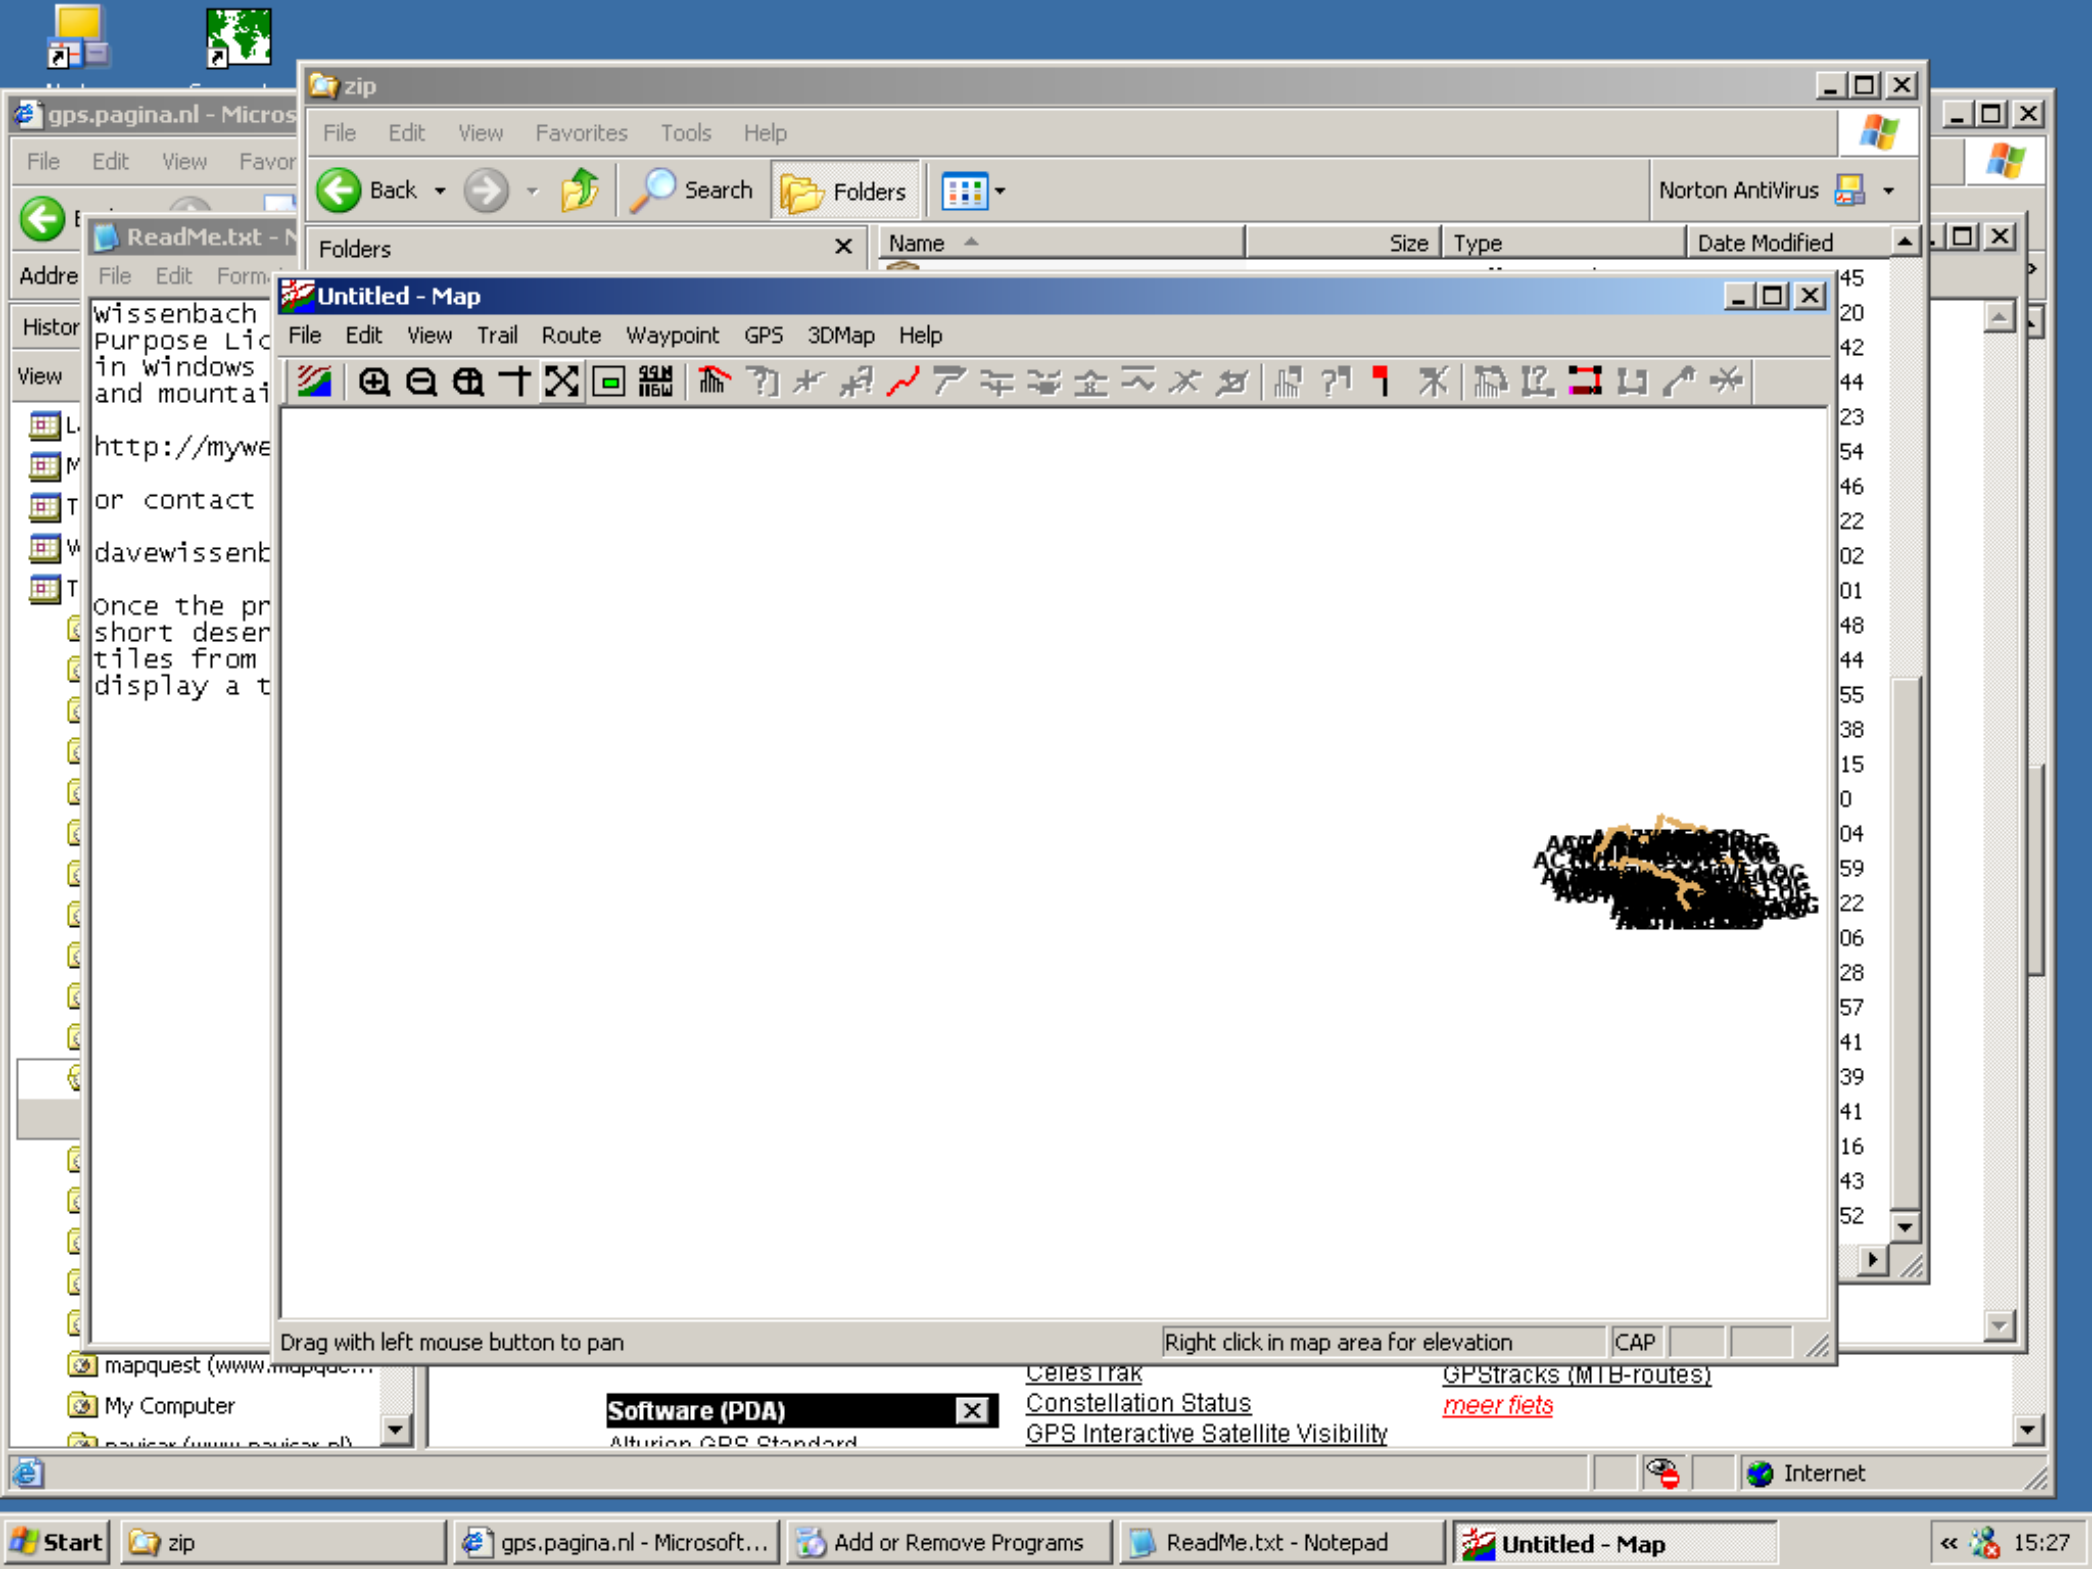 zip
File Edit View Favorites Tools Help
Back Search Folders Norton AntiVirus
Folders
Name Size Type Date Modified
gps.pagina.nl - Micros
File Edit View Favor
Addre
Histor
View
ReadMe.txt - N
File Edit Form
Wissenbach
Purpose Lic
in Windows
and mountai
http://mywe
or contact
davewissenb
Once the pr
short deser
tiles from
display a t
Untitled - Map
File Edit View Trail Route Waypoint GPS 3DMap Help
45
20
42
44
23
54
46
22
02
01
48
44
55
38
15
0
04
59
22
06
28
57
41
39
41
16
43
52
Drag with left mouse button to pan Right click in map area for elevation CAP
mapquest (www.mapque...
My Computer
navicar (www.navicar.nl)
Software (PDA)
Alturion GPS Standard
CelesTrak
Constellation Status
GPS Interactive Satellite Visibility
GPStracks (MTB-routes)
meer fiets
Internet
Start zip gps.pagina.nl - Microsoft... Add or Remove Programs ReadMe.txt - Notepad Untitled - Map « 15:27